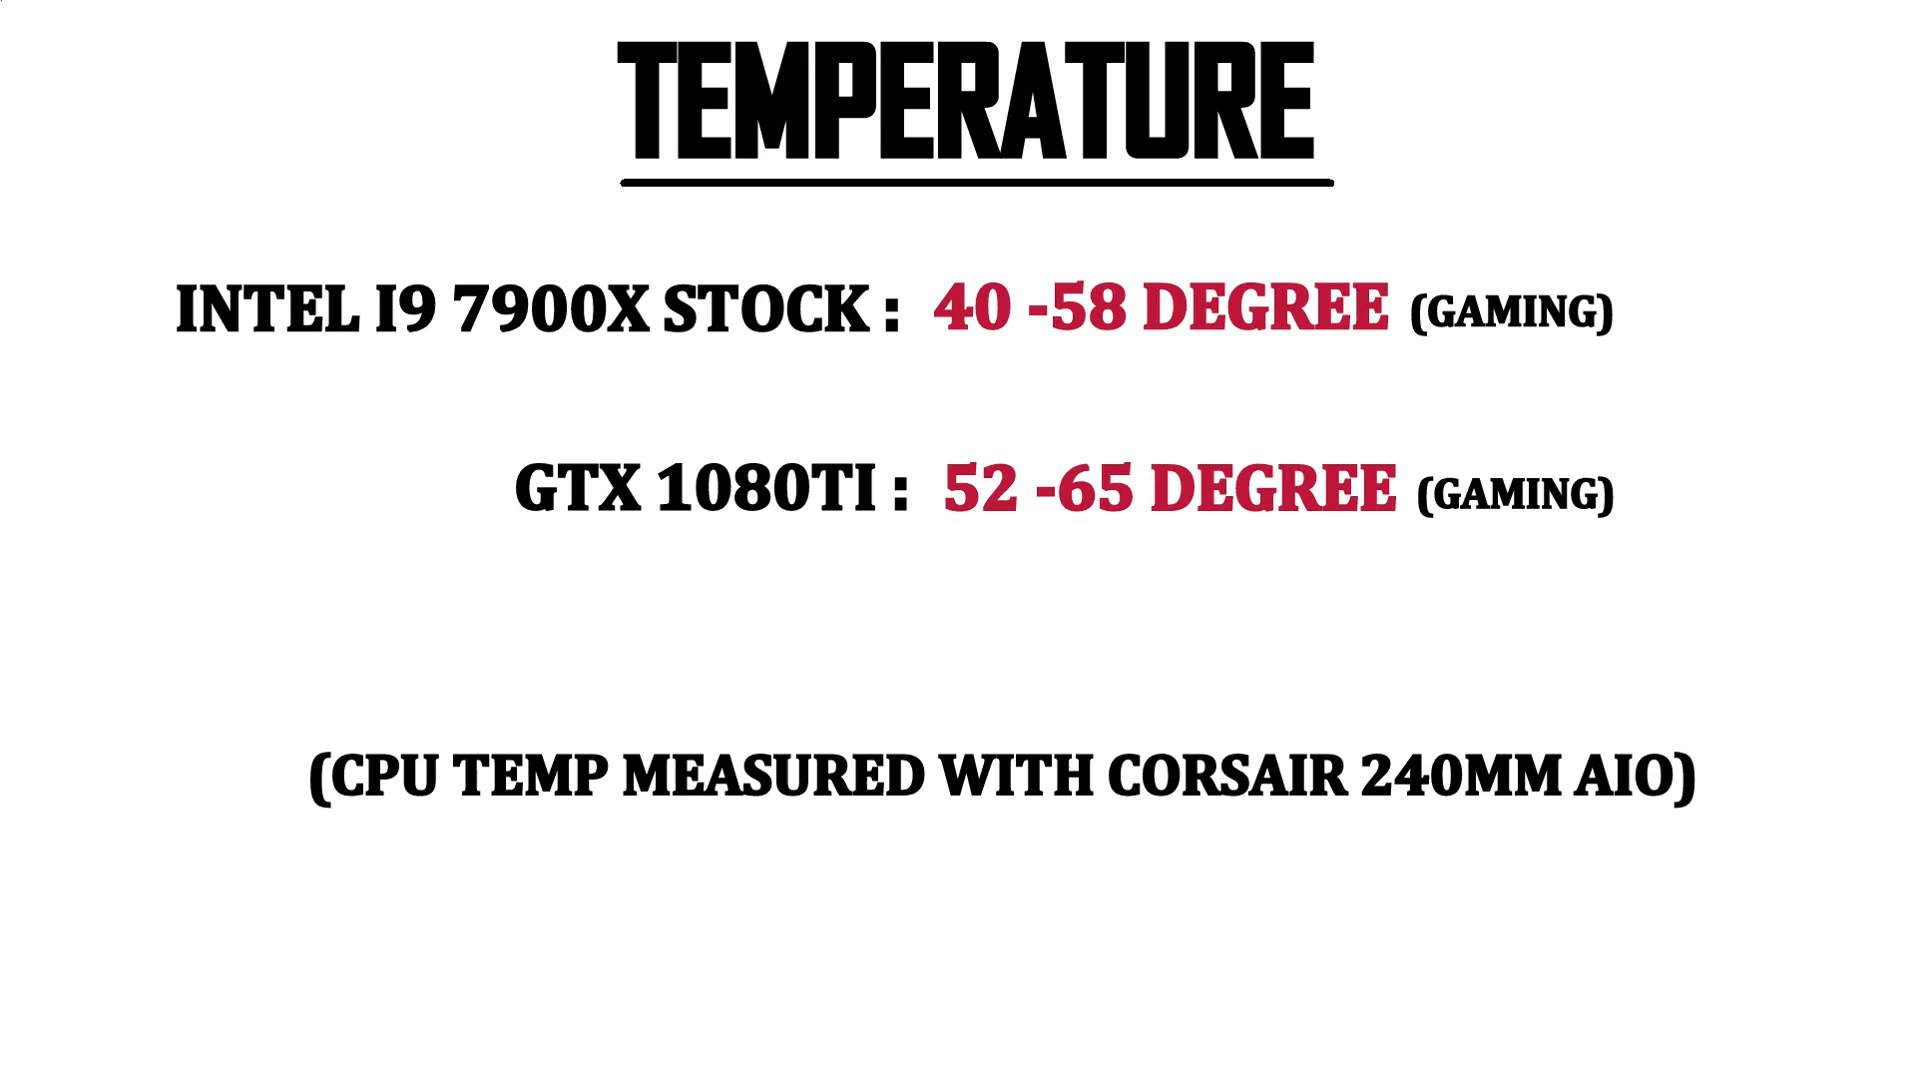 TEMPERATURE
INTEL I9 7900X STOCK : 40 -58 DEGREE (GAMING)
GTX 1080TI : 52 -65 DEGREE (GAMING)
(CPU TEMP MEASURED WITH CORSAIR 240MM AIO)